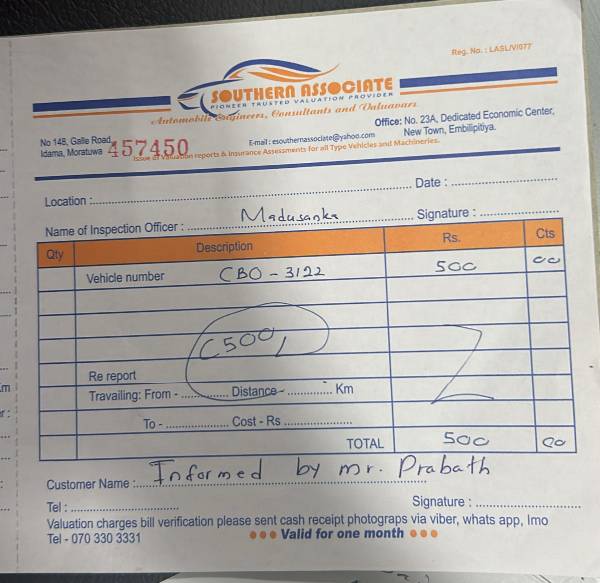 Reg. No. : LASL/V/077
SOUTHERN ASSOCIATE
PIONEER TRUSTED VALUATION PROVIDER
Automobile Engineers, Consultants and Valuavars
No 148, Galle Road, Office: No. 23A, Dedicated Economic Center,
Idama, Moratuwa 457450 E-mail : esouthernassociate@yahoo.com New Town, Embilipitiya.
Issue of Valuation reports & Insurance Assessments for all Type Vehicles and Machineries.
Location : Date :
Name of Inspection Officer : Madusanka Signature :
Qty Description Rs. Cts
Vehicle number CBO - 3122 500 00
C500/
Re report
Travailing: From - Distance - Km
To - Cost - Rs
TOTAL 500 00
Customer Name : Informed by mr. Prabath
Tel : Signature :
Valuation charges bill verification please sent cash receipt photograps via viber, whats app, Imo
Tel - 070 330 3331 Valid for one month